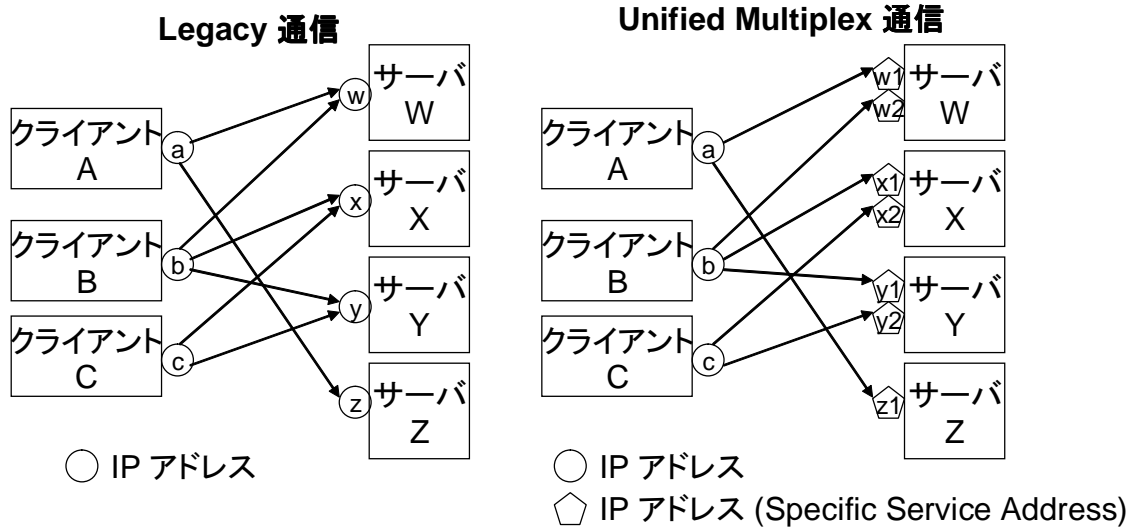 Legacy 通信
クライアント
A
a
クライアント
B
b
クライアント
C
c
w
サーバ
W
x
サーバ
X
y
サーバ
Y
z
サーバ
Z
IP アドレス
Unified Multiplex 通信
クライアント
A
a
クライアント
B
b
クライアント
C
c
w1
w2
サーバ
W
x1
x2
サーバ
X
y1
y2
サーバ
Y
z1
サーバ
Z
IP アドレス
IP アドレス (Specific Service Address)